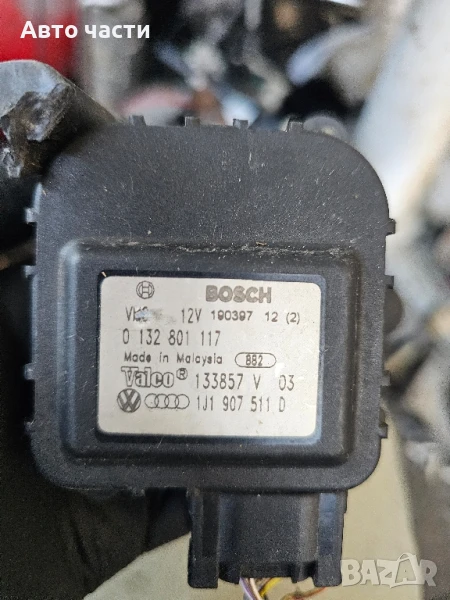 Авто части
BOSCH
12V 190397 12 (2)
0 132 801 117
Made in Malaysia 882
Valeo® 133857 V 03
1J1 907 511 D
BAZAR